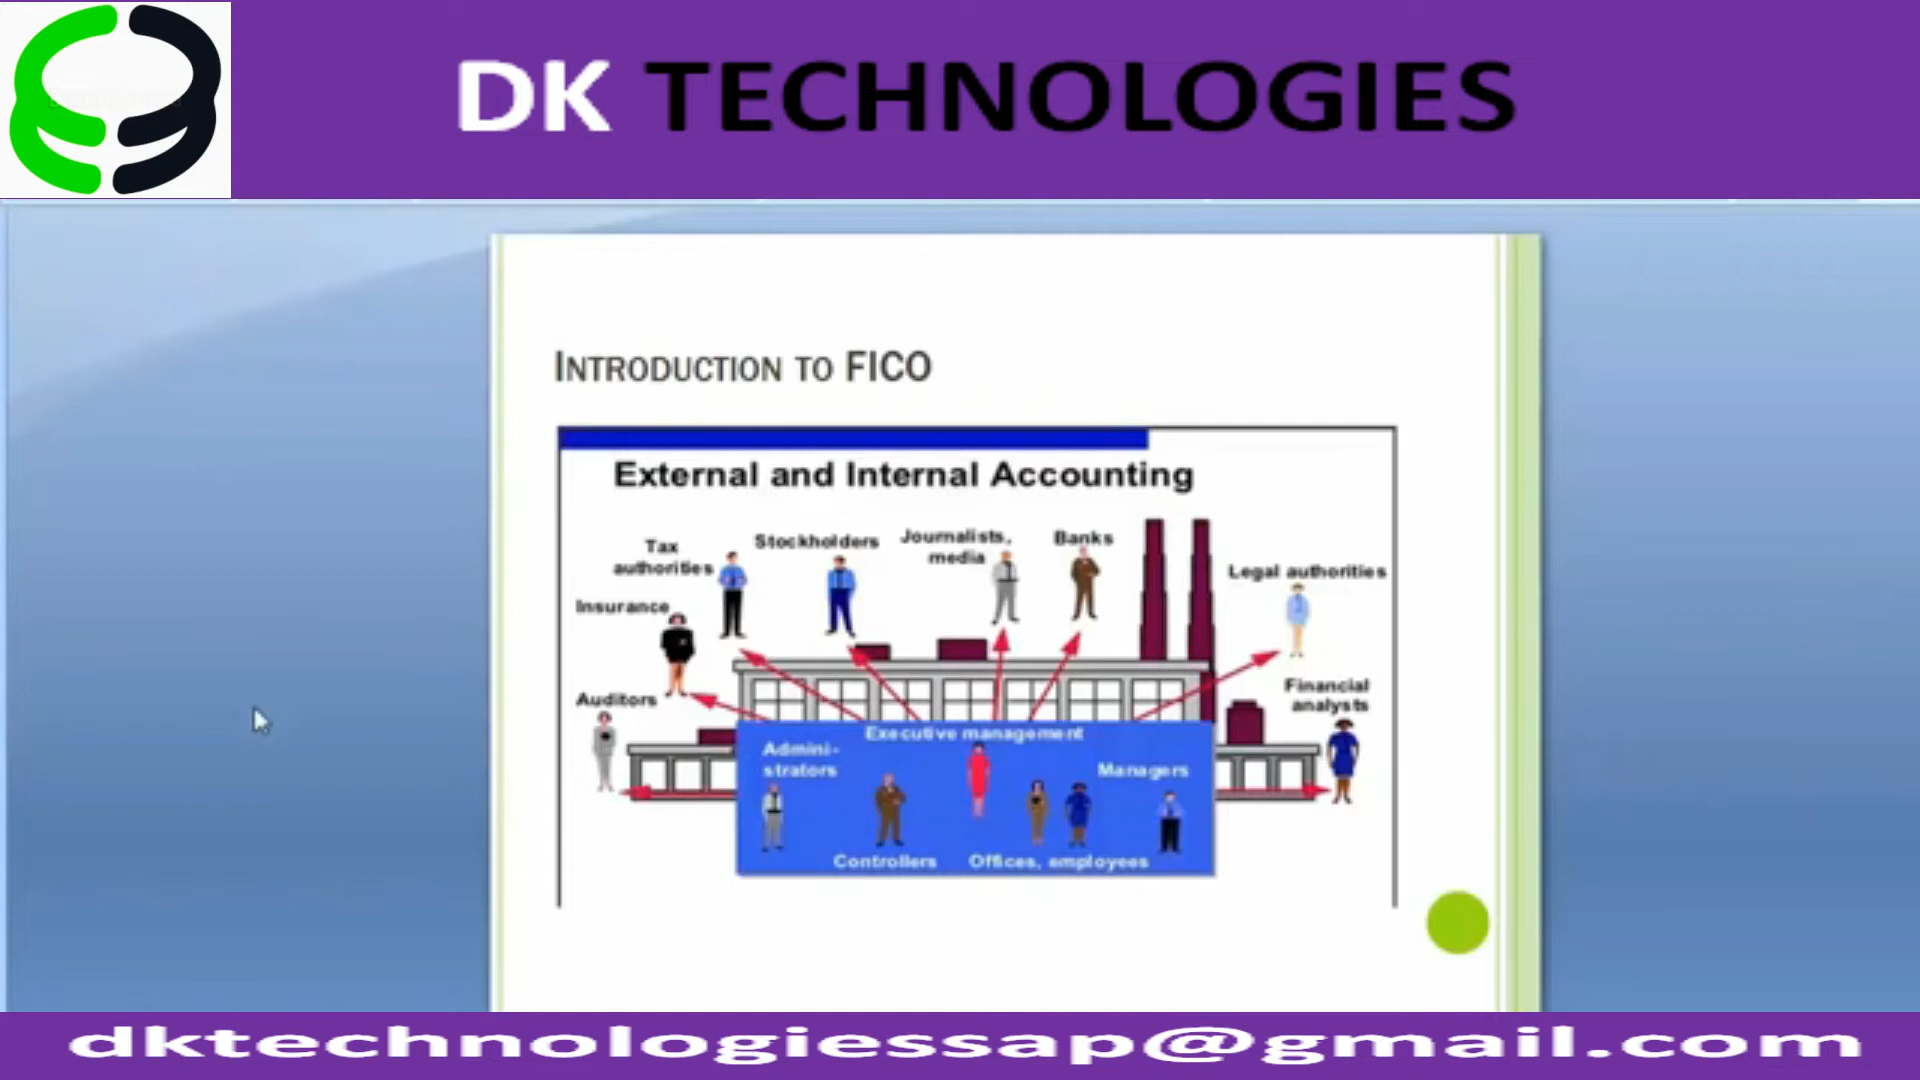 DK TECHNOLOGIES
INTRODUCTION TO FICO
External and Internal Accounting
Tax
authorities
Stockholders
Journalists,
media
Banks
Legal authorities
Insurance
Auditors
Financial
analysts
Executive management
Admini-
strators
Managers
Controllers
Offices, employees
dktechnologiessap@gmail.com